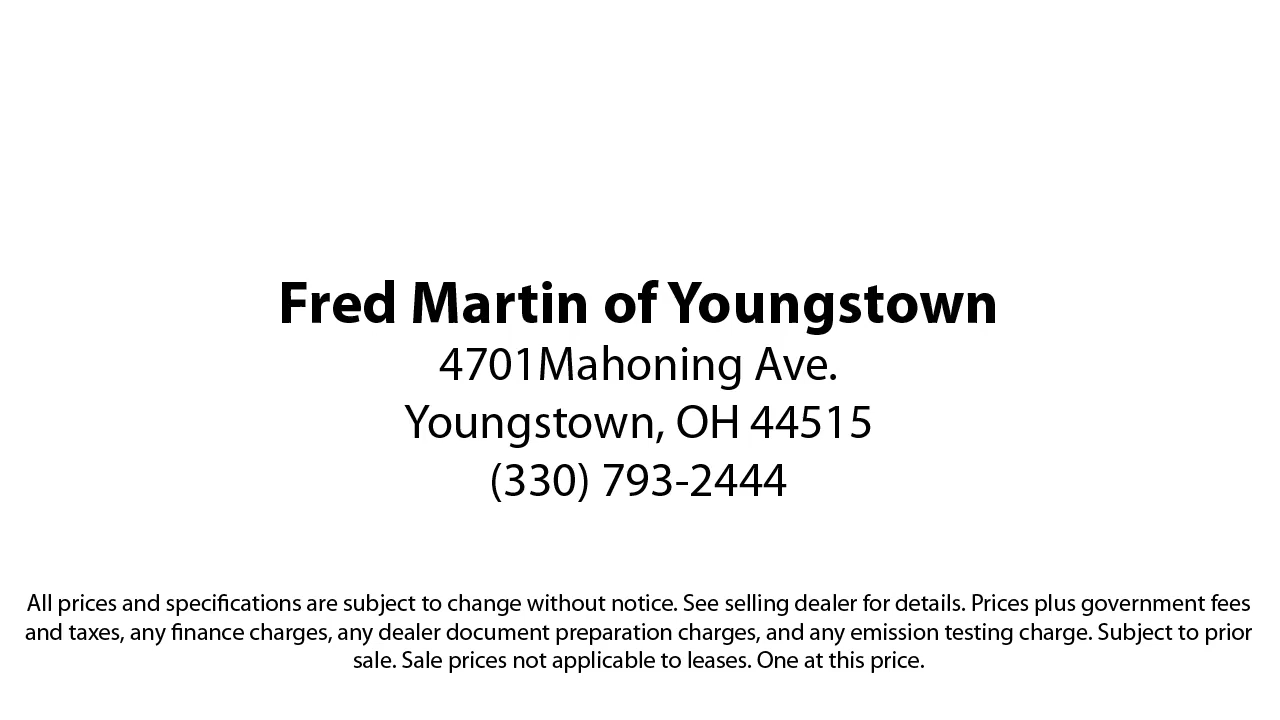 Fred Martin of Youngstown
4701Mahoning Ave.
Youngstown, OH 44515
(330) 793-2444
All prices and specifications are subject to change without notice. See selling dealer for details. Prices plus government fees
and taxes, any finance charges, any dealer document preparation charges, and any emission testing charge. Subject to prior
sale. Sale prices not applicable to leases. One at this price.